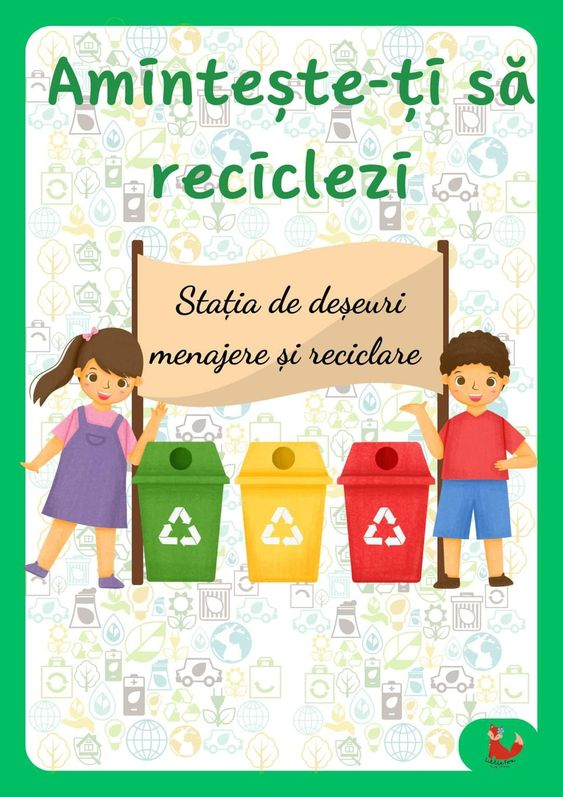 Amintește-ți să
reciclezi
Stația de deșeuri
menajere și reciclare